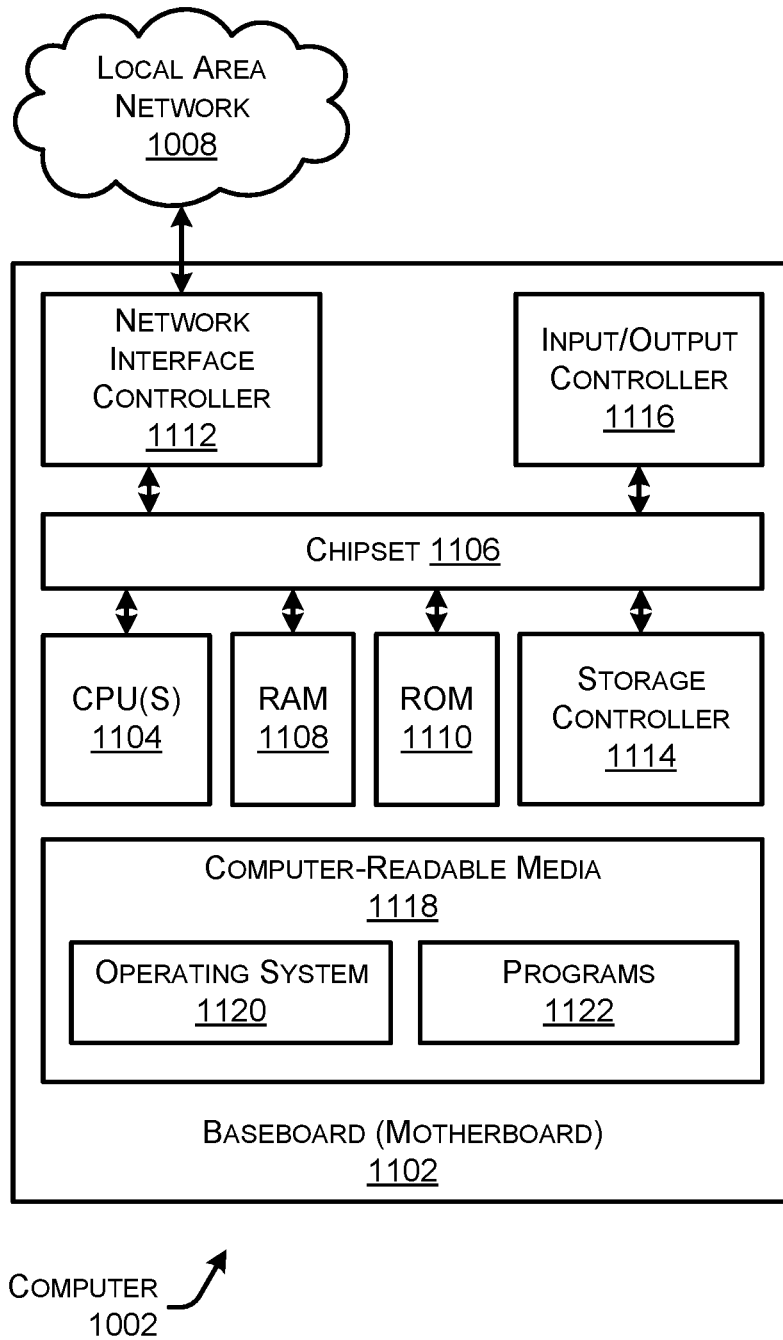 LOCAL AREA
NETWORK
1008
NETWORK
INTERFACE
CONTROLLER
1112
INPUT/OUTPUT
CONTROLLER
1116
CHIPSET 1106
CPU(S)
1104
RAM
1108
ROM
1110
STORAGE
CONTROLLER
1114
COMPUTER-READABLE MEDIA
1118
OPERATING SYSTEM
1120
PROGRAMS
1122
BASEBOARD (MOTHERBOARD)
1102
COMPUTER
1002